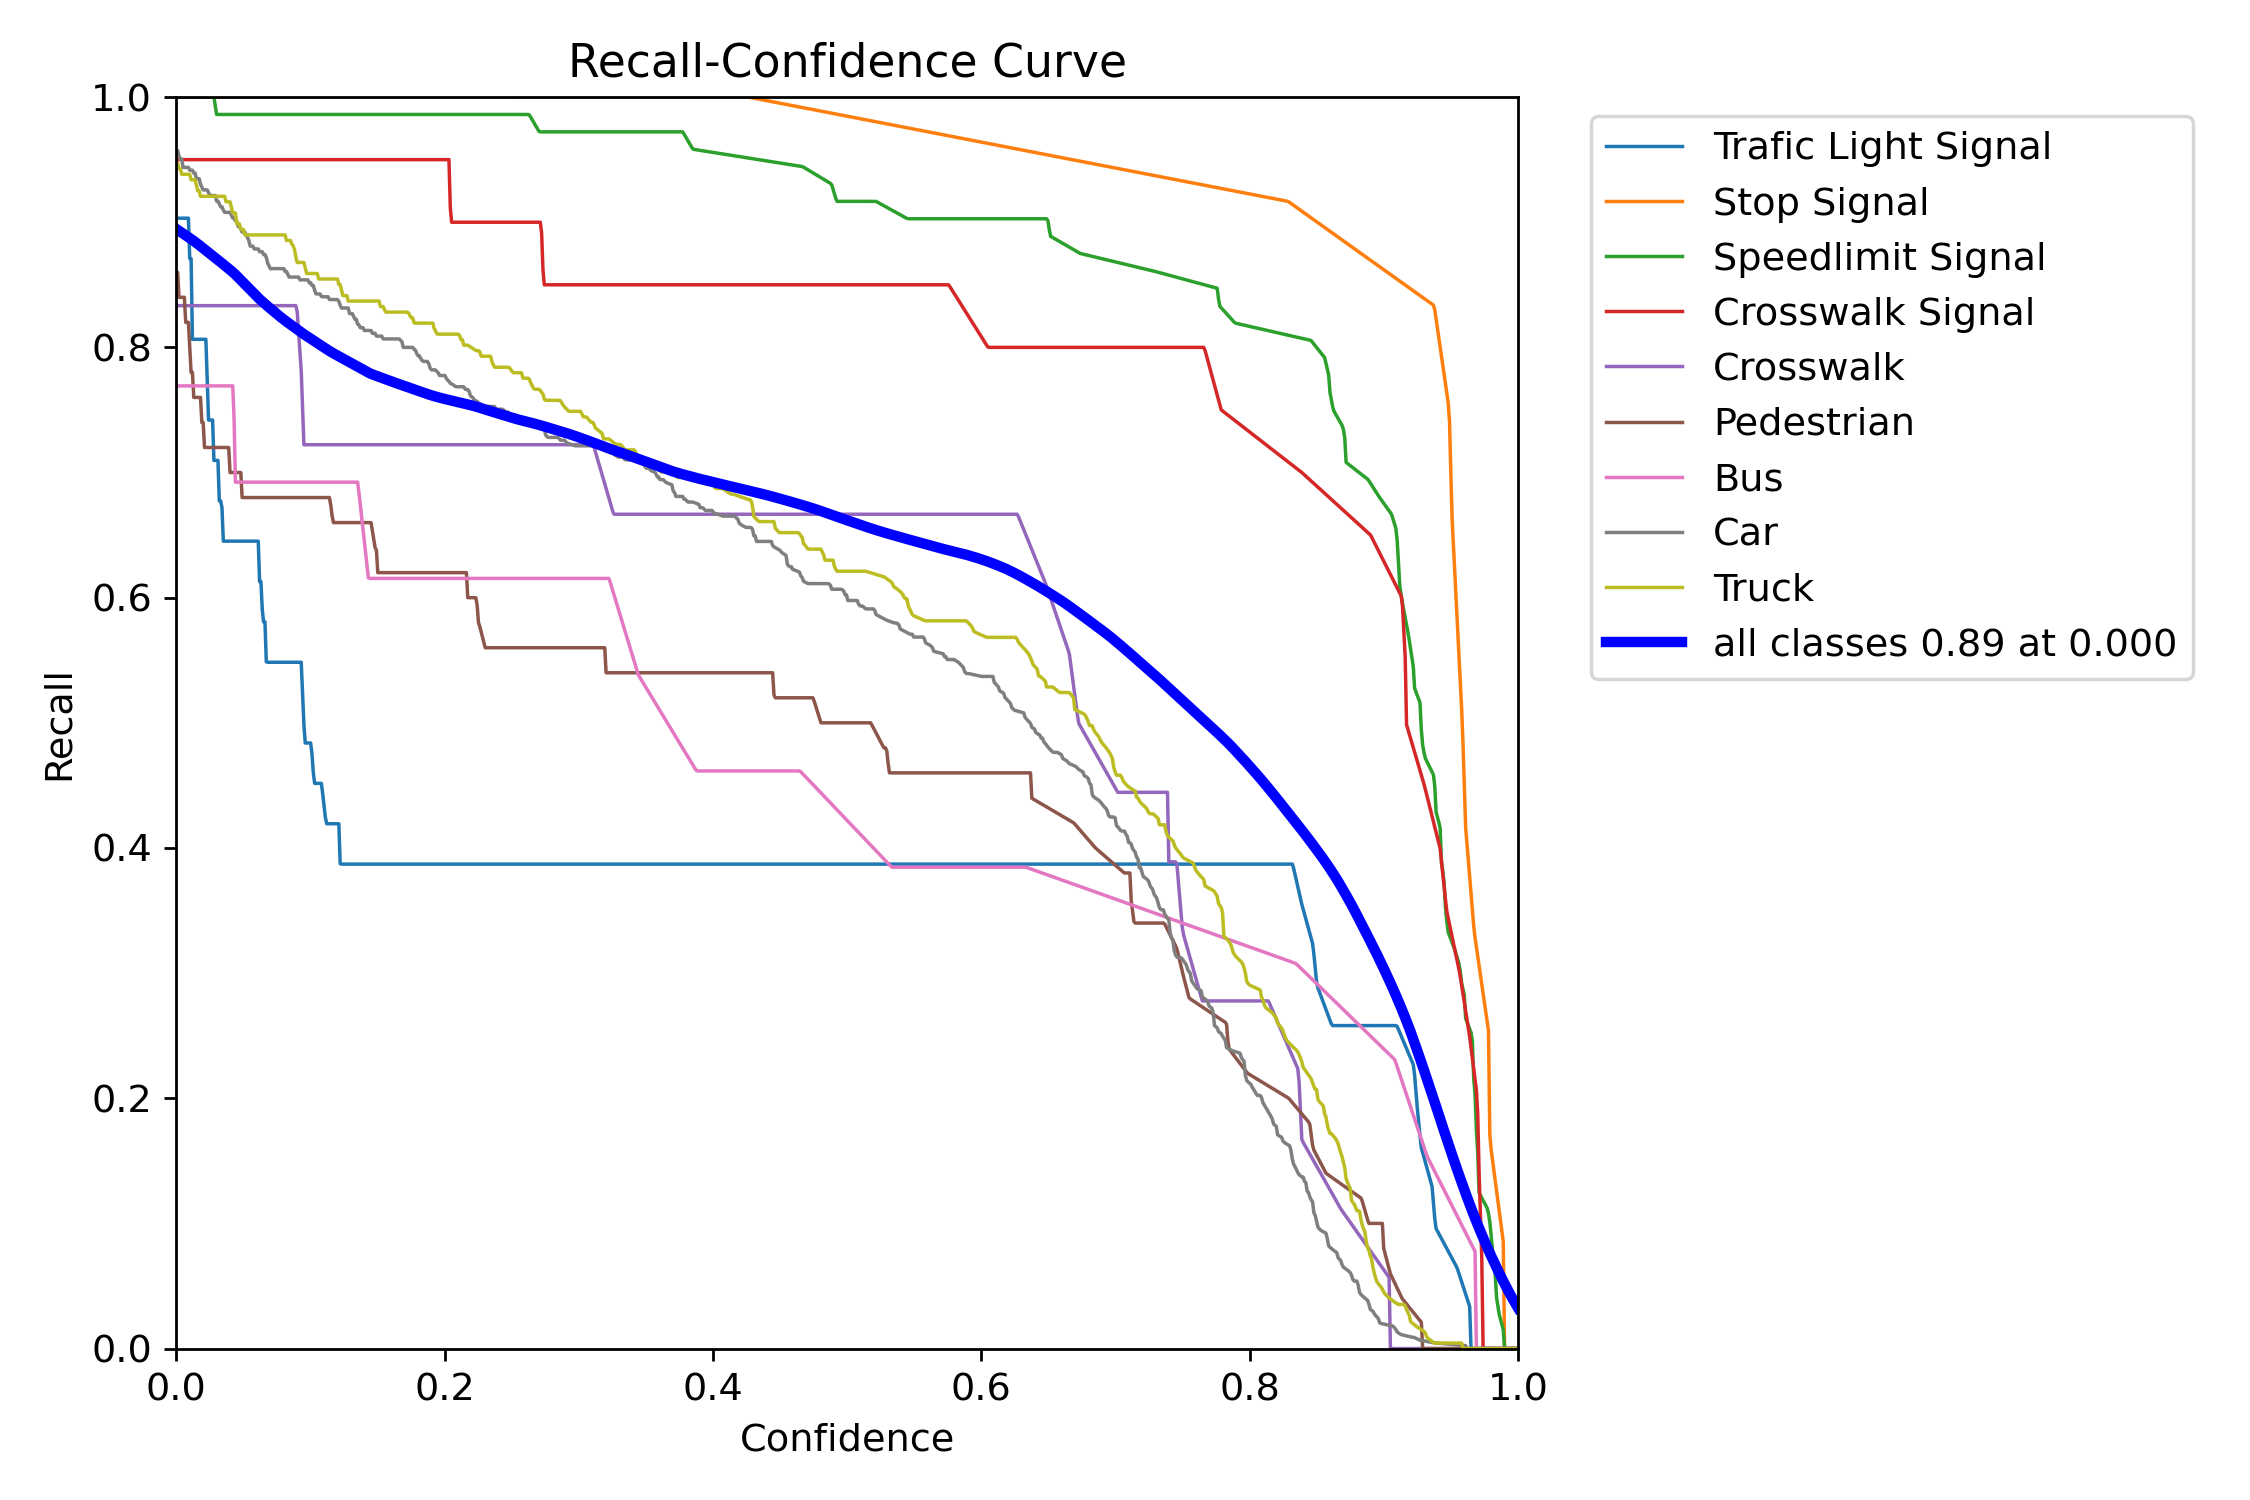 Recall-Confidence Curve
1.0
0.8
0.6
0.4
0.2
0.0
Recall
0.0 0.2 0.4 0.6 0.8 1.0
Confidence
Trafic Light Signal
Stop Signal
Speedlimit Signal
Crosswalk Signal
Crosswalk
Pedestrian
Bus
Car
Truck
all classes 0.89 at 0.000